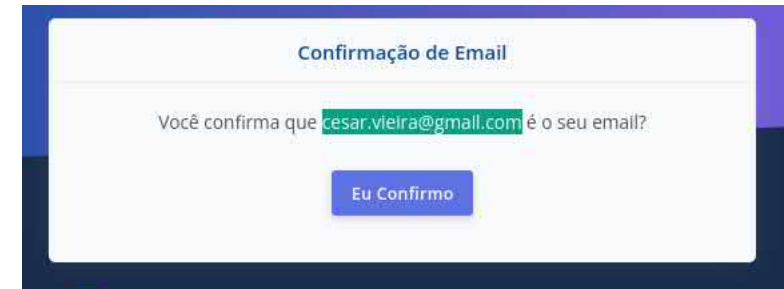 Confirmação de Email
Você confirma que cesar.vieira@gmail.com é o seu email?
Eu Confirmo